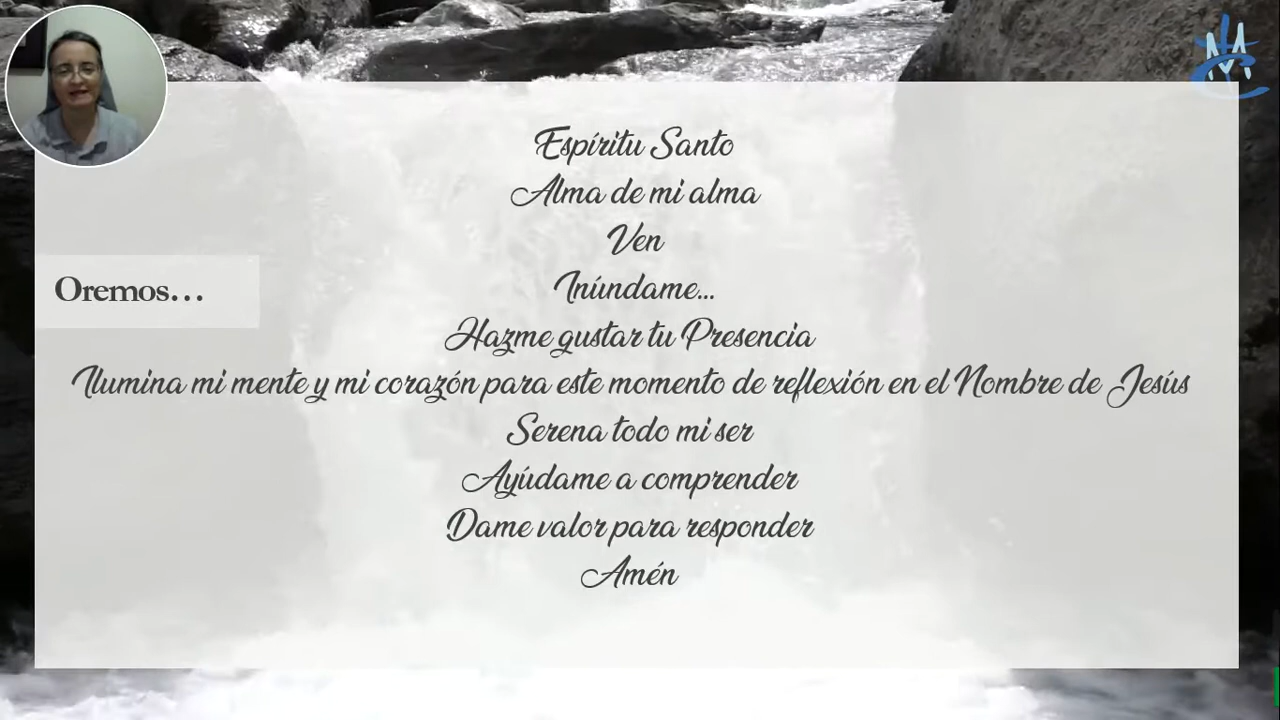 Espíritu Santo
Alma de mi alma
Ven
Inúndame...
Oremos...
Hazme gustar tu Presencia
Ilumina mi mente y mi corazón para este momento de reflexión en el Nombre de Jesús
Serena todo mi ser
Ayúdame a comprender
Dame valor para responder
Amén